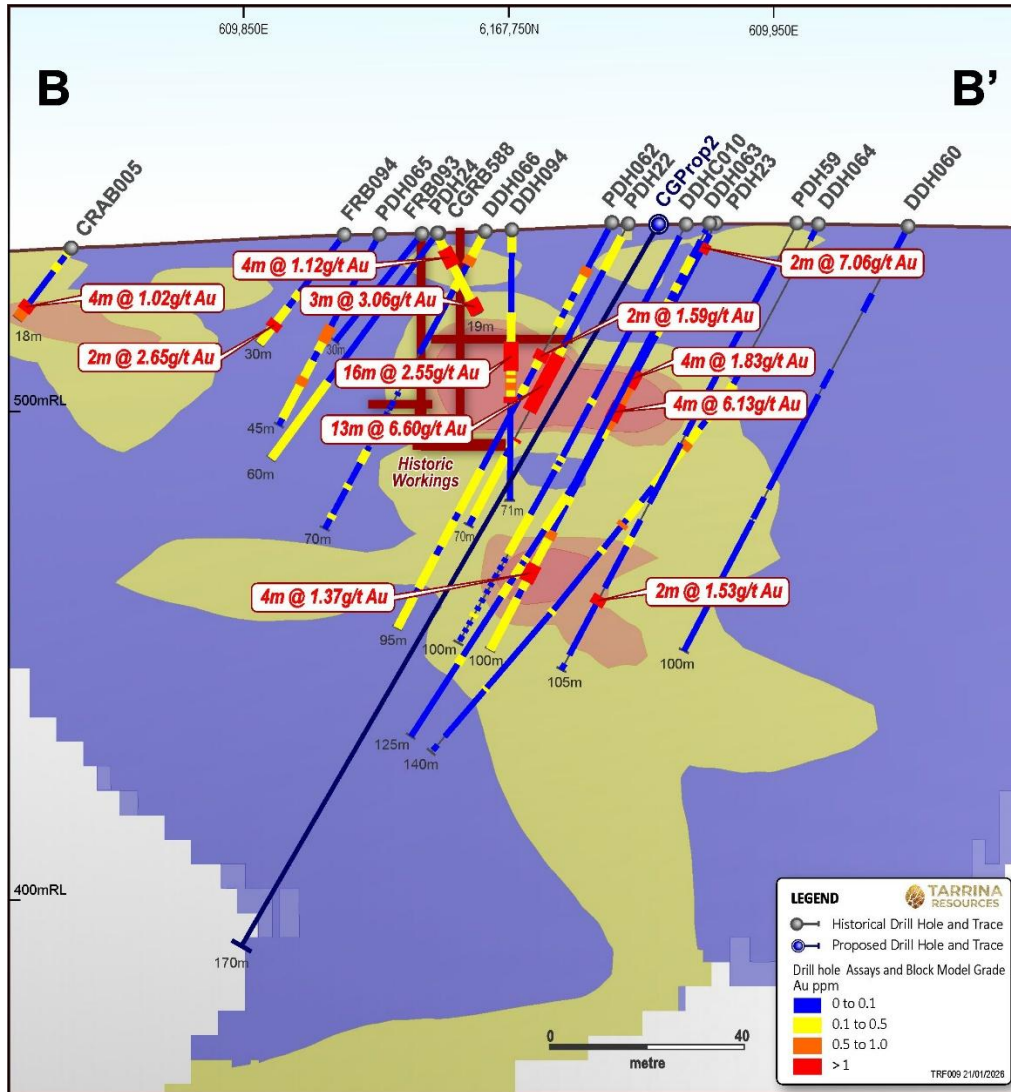 609,850E
6,167,750N
609,950E
B
B’
CRAB005
FRB094
PDH065
FRB093
PDH24
CGRB588
DDH066
DDH094
PDH062
PDH22
CGProp2
DDHC010
DDH063
PDH23
PDH59
DDH064
DDH060
4m @ 1.12g/t Au
2m @ 7.06g/t Au
4m @ 1.02g/t Au
3m @ 3.06g/t Au
2m @ 1.59g/t Au
18m
19m
2m @ 2.65g/t Au
30m
30m
16m @ 2.55g/t Au
4m @ 1.83g/t Au
500mRL
4m @ 6.13g/t Au
45m
13m @ 6.60g/t Au
60m
Historic
Workings
71m
70m
70m
4m @ 1.37g/t Au
2m @ 1.53g/t Au
95m
100m
100m
105m
100m
125m
140m
400mRL
170m
LEGEND
TARRINA
RESOURCES
Historical Drill Hole and Trace
Proposed Drill Hole and Trace
Drill hole Assays and Block Model Grade
Au ppm
0 to 0.1
0.1 to 0.5
0.5 to 1.0
> 1
0
40
metre
TRF009 21/01/2026